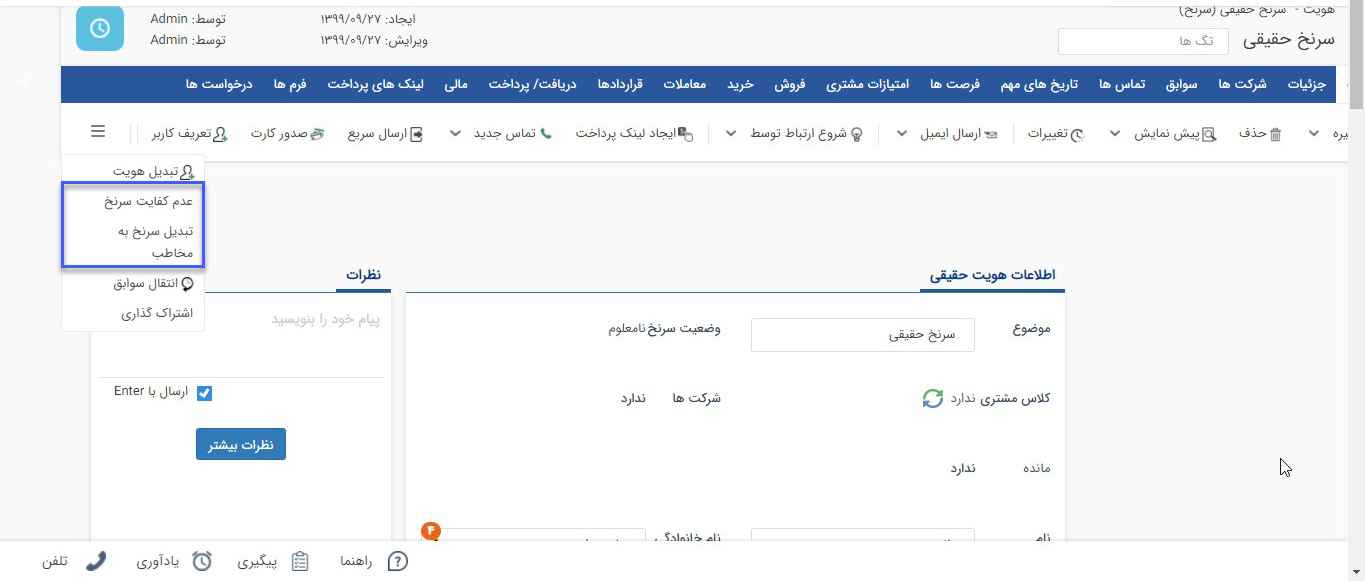 هویت - سرنخ حقیقی (سرنخ)
سرنخ حقیقی
تگ ها
ایجاد: ۱۳۹۹/۰۹/۲۷
توسط: Admin
ویرایش: ۱۳۹۹/۰۹/۲۷
توسط: Admin
جزئیات شرکت ها سوابق تماس ها تاریخ های مهم فرصت ها امتیازات مشتری فروش خرید معاملات قراردادها دریافت/ پرداخت مالی لینک های پرداخت فرم ها درخواست ها
حذف پیش نمایش تغییرات ارسال ایمیل شروع ارتباط توسط ایجاد لینک پرداخت تماس جدید ارسال سریع صدور کارت تعریف کاربر
تبدیل هویت
عدم کفایت سرنخ
تبدیل سرنخ به
مخاطب
انتقال سوابق
اشتراک گذاری
اطلاعات هویت حقیقی
موضوع
سرنخ حقیقی
وضعیت سرنخ نامعلوم
کلاس مشتری ندارد
شرکت ها ندارد
مانده ندارد
نام
نام خانوادگی
۴
نظرات
پیام خود را بنویسید
ارسال با Enter
نظرات بیشتر
راهنما پیگیری یادآوری تلفن